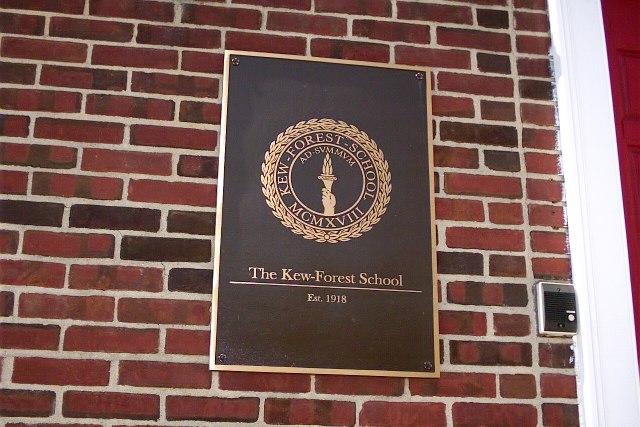 KEW-FOREST-SCHOOL
AD-SVMMVM
MCMXVIII
The Kew-Forest School
Est. 1918